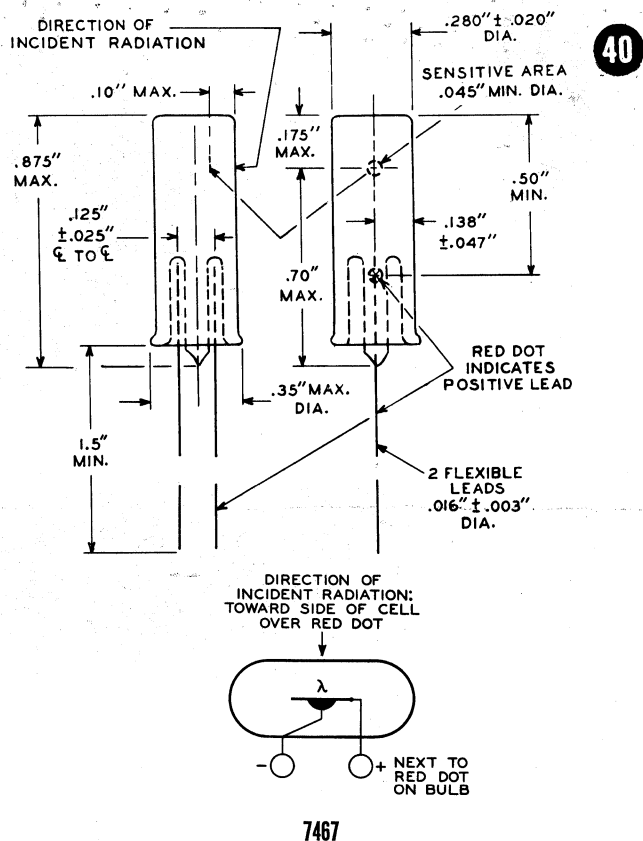 DIRECTION OF
INCIDENT RADIATION
.280"± .020"
DIA.
40
.10" MAX.
SENSITIVE AREA
.045" MIN. DIA.
.175"
MAX.
.875"
MAX.
.50"
MIN.
.125"
±.025"
℄ TO ℄
.138"
±.047"
.70"
MAX.
RED DOT
INDICATES
POSITIVE LEAD
.35" MAX.
DIA.
1.5"
MIN.
2 FLEXIBLE
LEADS
.016"±.003"
DIA.
DIRECTION OF
INCIDENT RADIATION:
TOWARD SIDE OF CELL
OVER RED DOT
λ
-
+ NEXT TO
RED DOT
ON BULB
7467